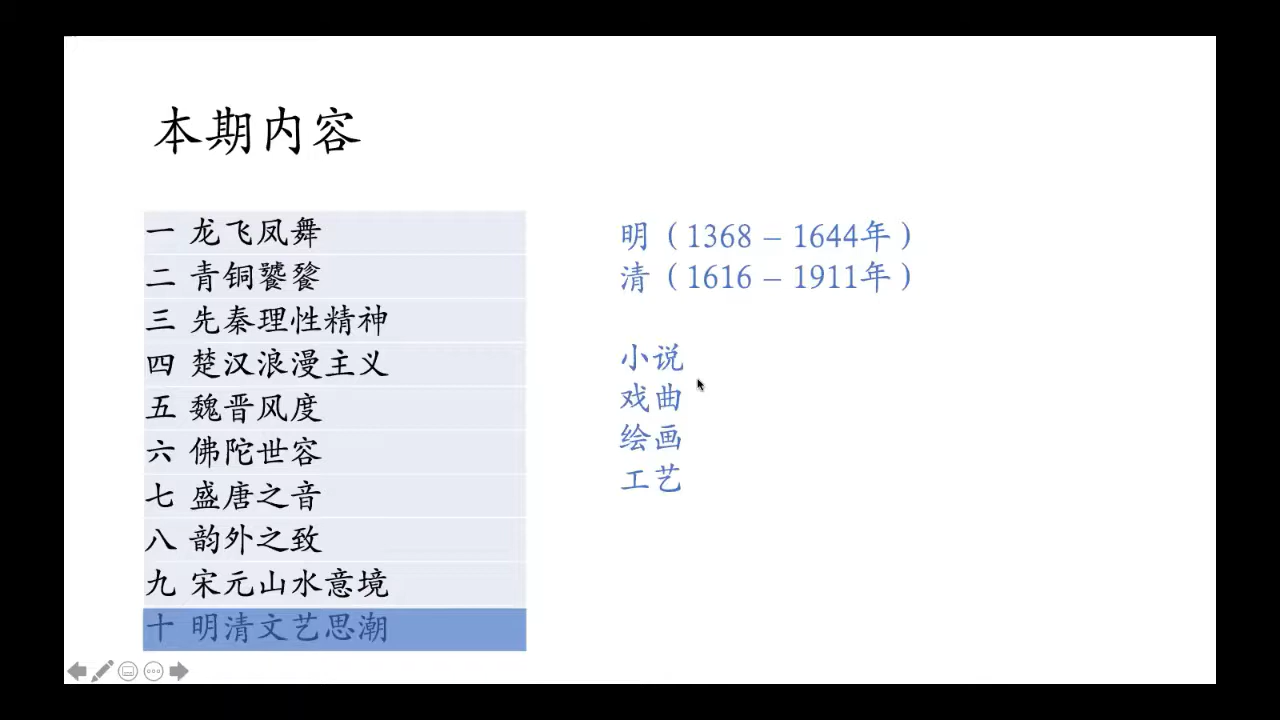 本期内容
一 龙飞凤舞
二 青铜饕餮
三 先秦理性精神
四 楚汉浪漫主义
五 魏晋风度
六 佛陀世容
七 盛唐之音
八 韵外之致
九 宋元山水意境
十 明清文艺思潮
明（1368 – 1644年）
清（1616 – 1911年）
小说
戏曲
绘画
工艺